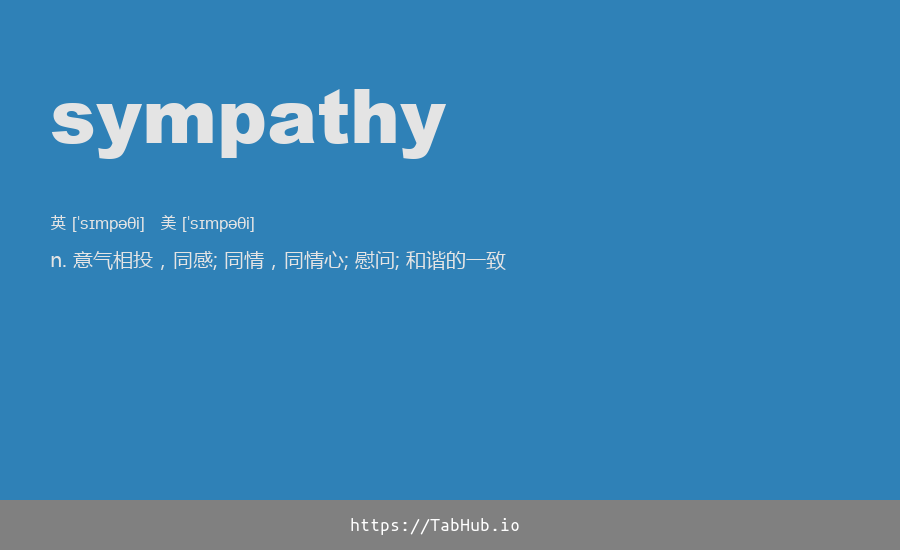 sympathy
英 [ˈsɪmpəθi] 美 [ˈsɪmpəθi]
n. 意气相投，同感; 同情，同情心; 慰问; 和谐的一致
https://TabHub.io